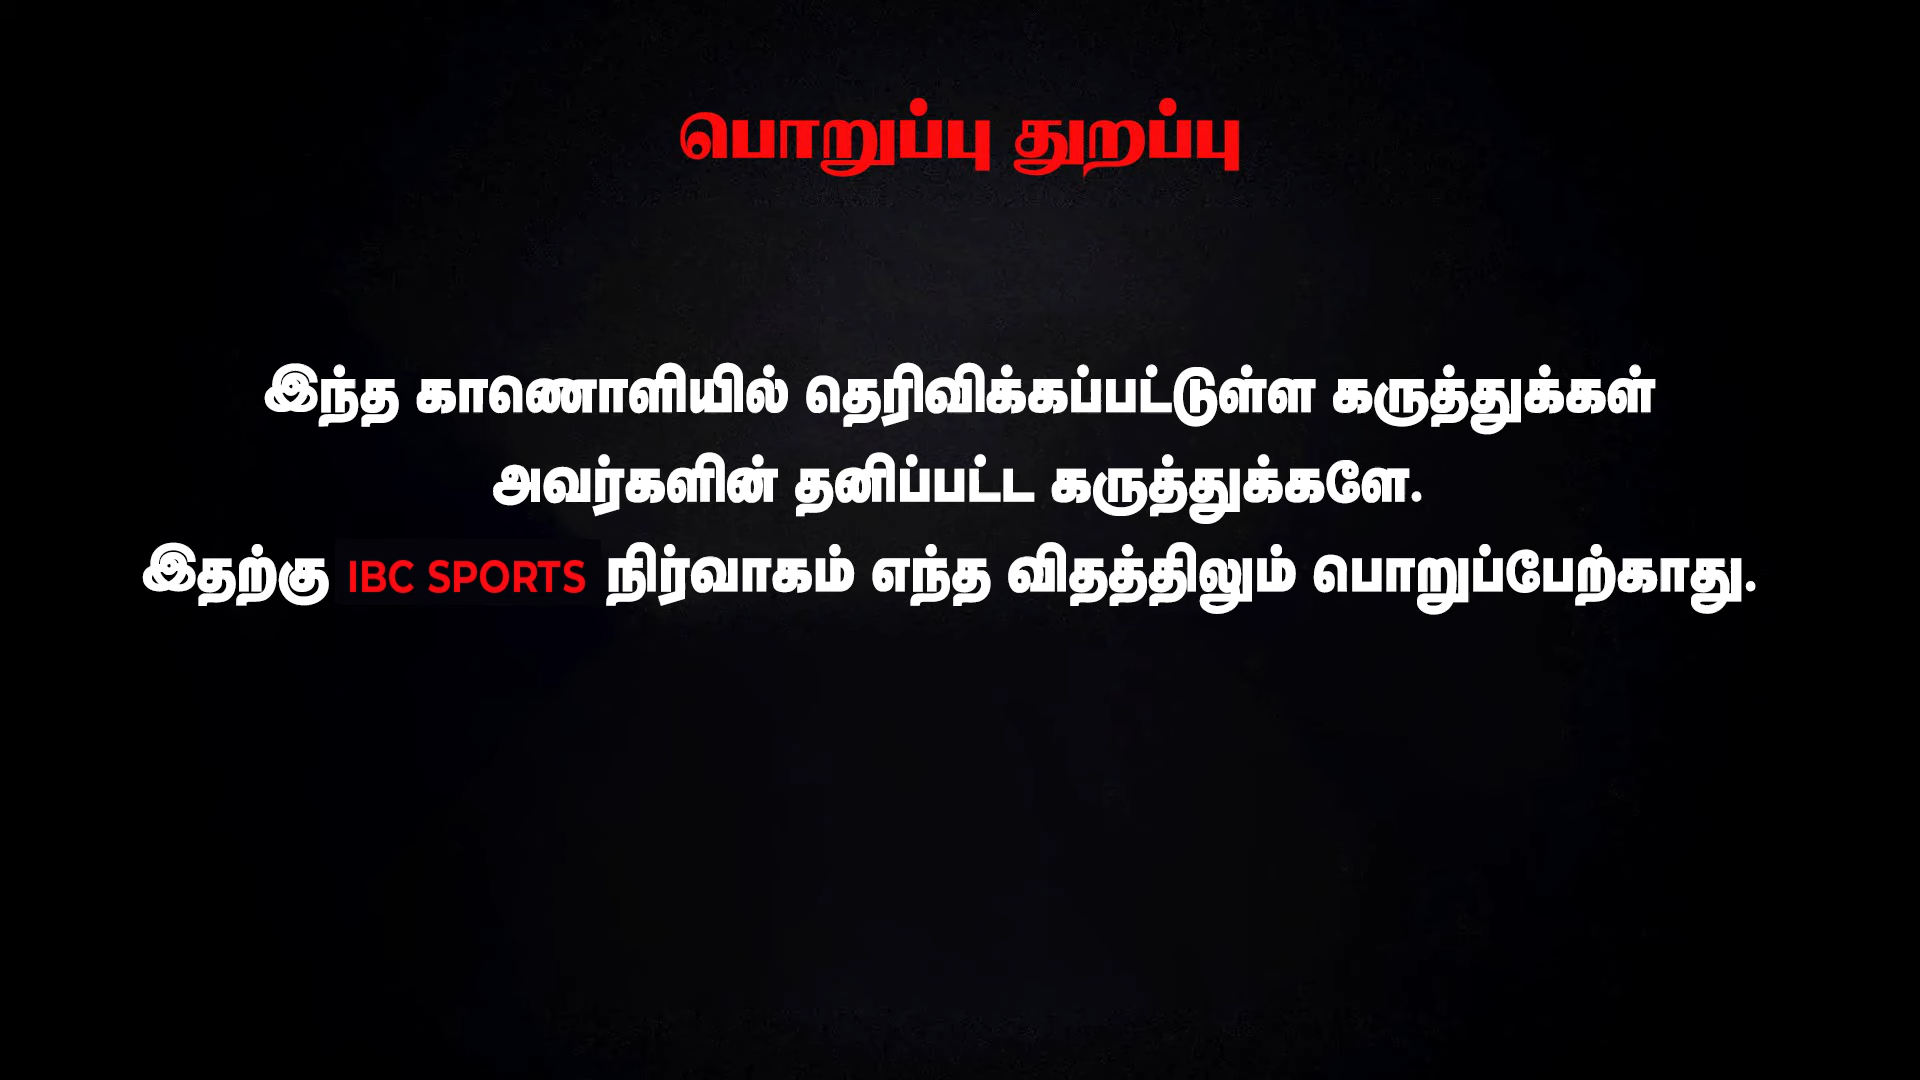 பொறுப்பு துறப்பு
இந்த காணொளியில் தெரிவிக்கப்பட்டுள்ள கருத்துக்கள்
அவர்களின் தனிப்பட்ட கருத்துக்களே.
இதற்கு IBC SPORTS நிர்வாகம் எந்த விதத்திலும் பொறுப்பேற்காது.